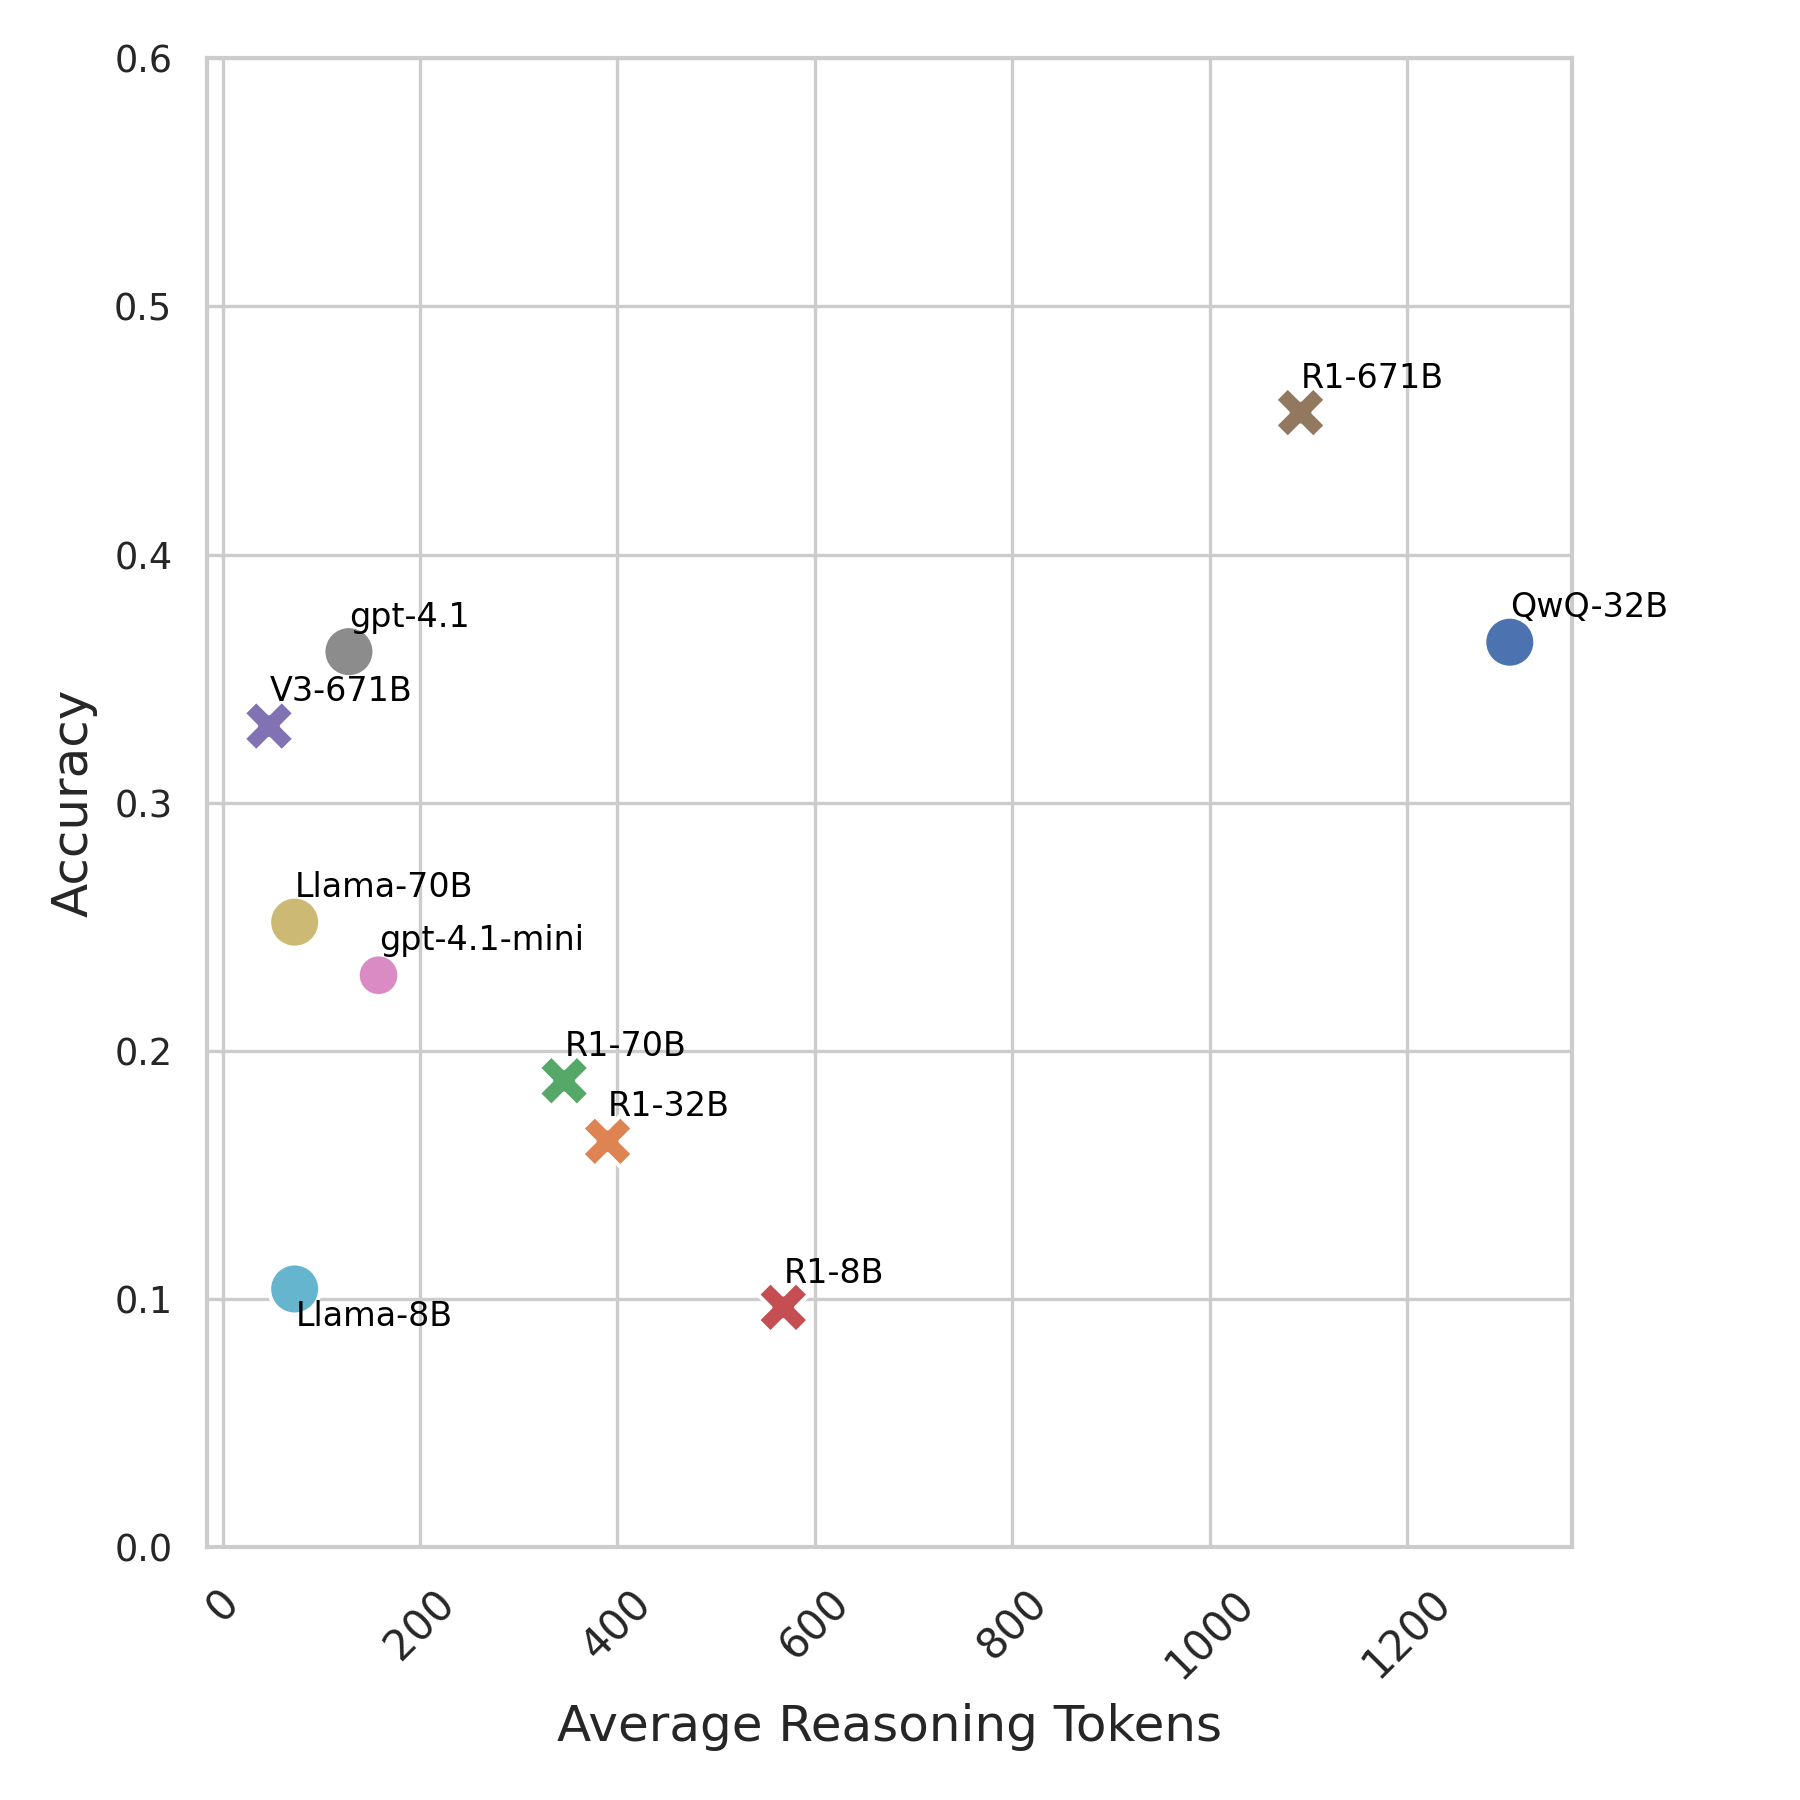 0.6
0.5
R1-671B
0.4
QwQ-32B
gpt-4.1
V3-671B
Accuracy
0.3
Llama-70B
gpt-4.1-mini
0.2
R1-70B
R1-32B
0.1
R1-8B
Llama-8B
0.0
0
200
400
600
800
1000
1200
Average Reasoning Tokens